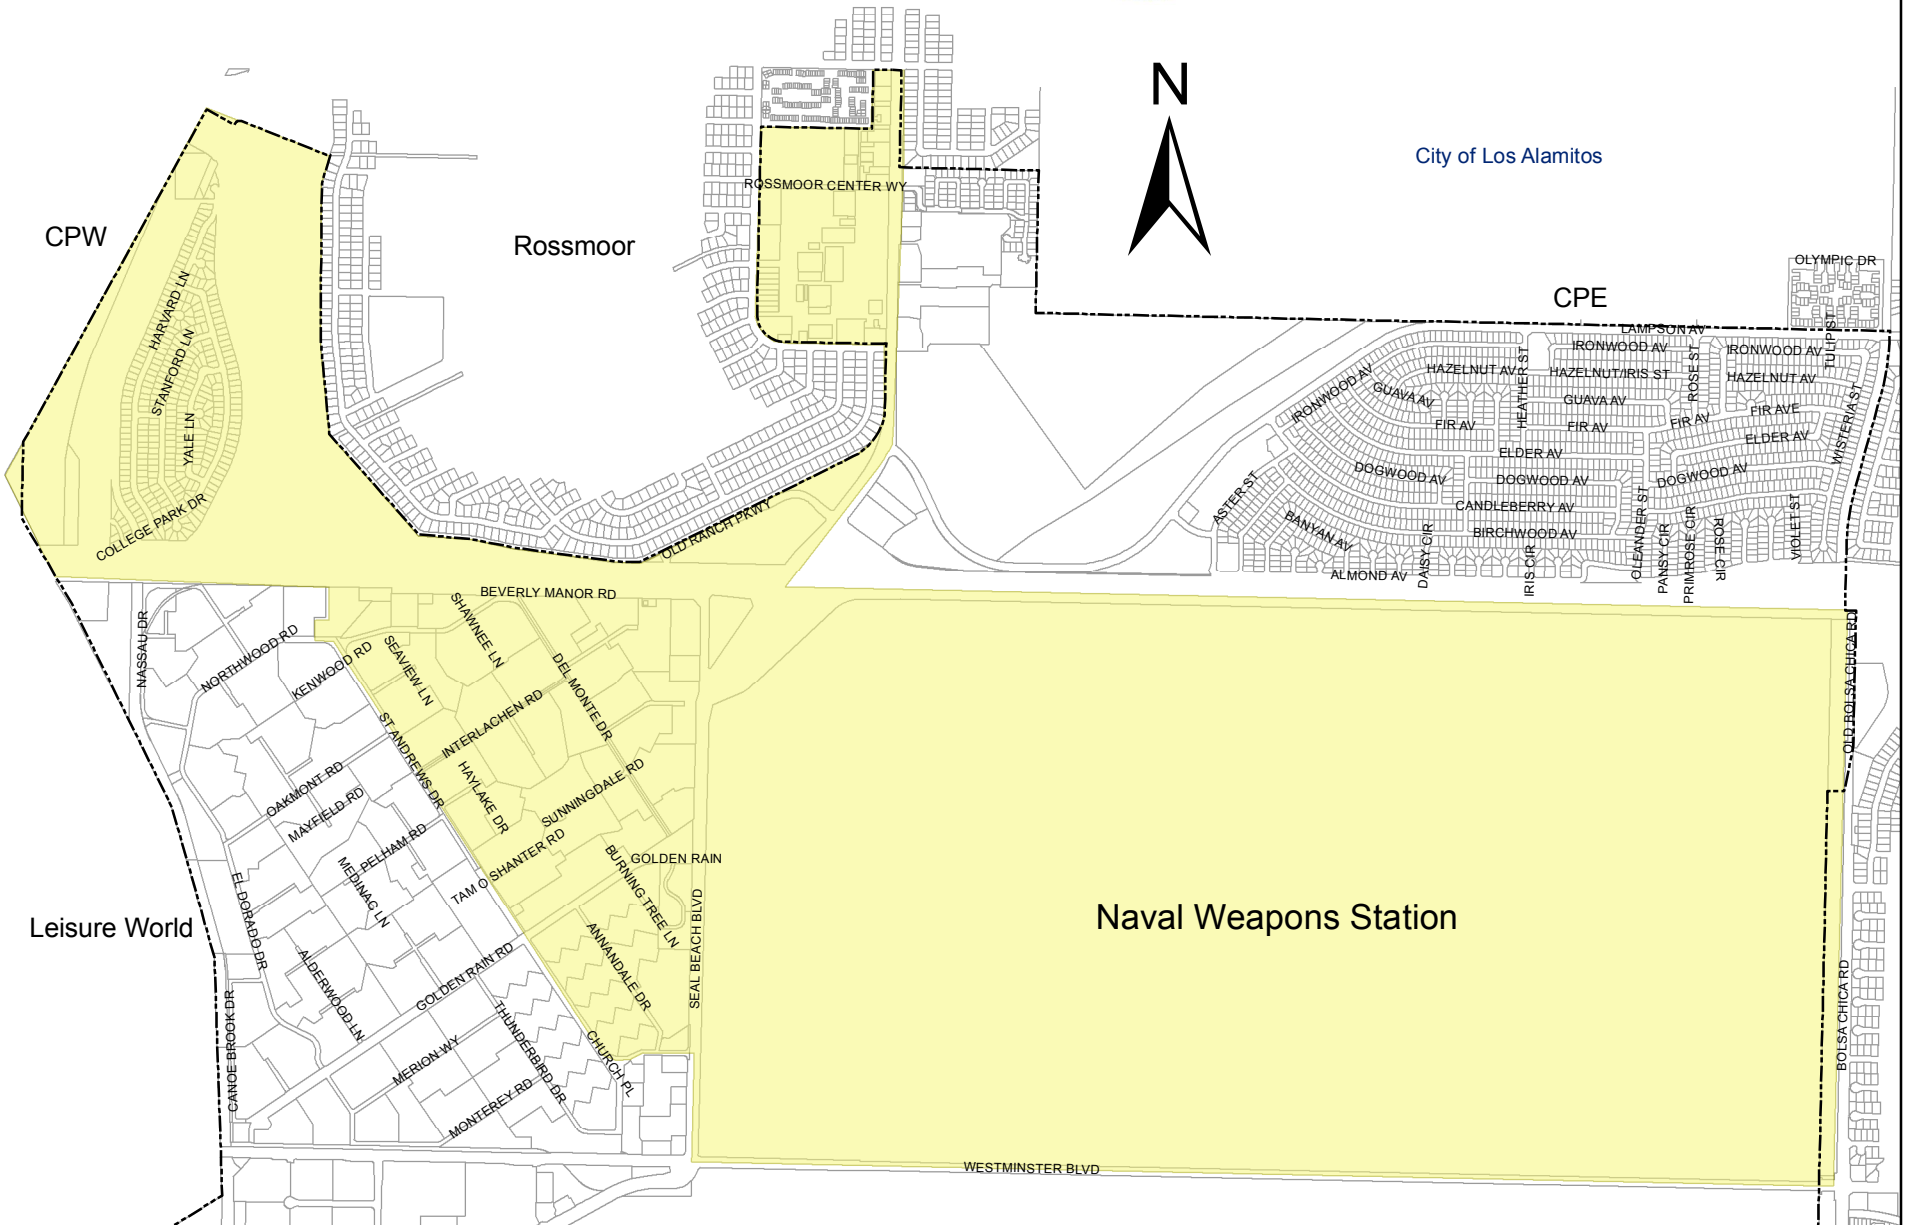 N
City of Los Alamitos
ROSSMOOR CENTER WY
CPW
Rossmoor
OLYMPIC DR
CPE
TULIP ST
LAMPSON AV
IRONWOOD AV
IRONWOOD AV
HARVARD LN
STANFORD LN
YALE LN
COLLEGE PARK DR
HEATHER ST
ROSE ST
HAZELNUT AV
HAZELNUT/IRIS ST
HAZELNUT AV
IRONWOOD AV
GUAVA AV
GUAVA AV
FIR AV
FIR AV
FIR AV
FIR AVE
WISTERIA ST
ELDER AV
ELDER AV
DOGWOOD AV
DOGWOOD AV
DOGWOOD AV
ASTER ST
CANDLEBERRY AV
BANYAN AV
BIRCHWOOD AV
ALMOND AV
DAISY CIR
IRIS CIR
OLEANDER ST
PANSY CIR
PRIMROSE CIR
ROSE CIR
VIOLET ST
OLD RANCH PKWY
BEVERLY MANOR RD
NASSAU DR
NORTHWOOD RD
KENWOOD RD
SEAVIEW LN
SHAWNEE LN
DEL MONTE DR
INTERLACHEN RD
ST ANDREWS DR
OAKMONT RD
MAYFIELD RD
PELHAM RD
MEDINAC LN
HAYLAKE DR
SUNNINGDALE RD
TAM O SHANTER RD
GOLDEN RAIN
BURNING TREE LN
ANNANDALE DR
SEAL BEACH BLVD
OLD BOLSA CHICA RD
Naval Weapons Station
Leisure World
EL DORADO DR
ALDERWOOD LN
GOLDEN RAIN RD
CANOE BROOK DR
MERION WY
THUNDERBIRD DR
MONTEREY RD
CHURCH PL
BOLSA CHICA RD
WESTMINSTER BLVD